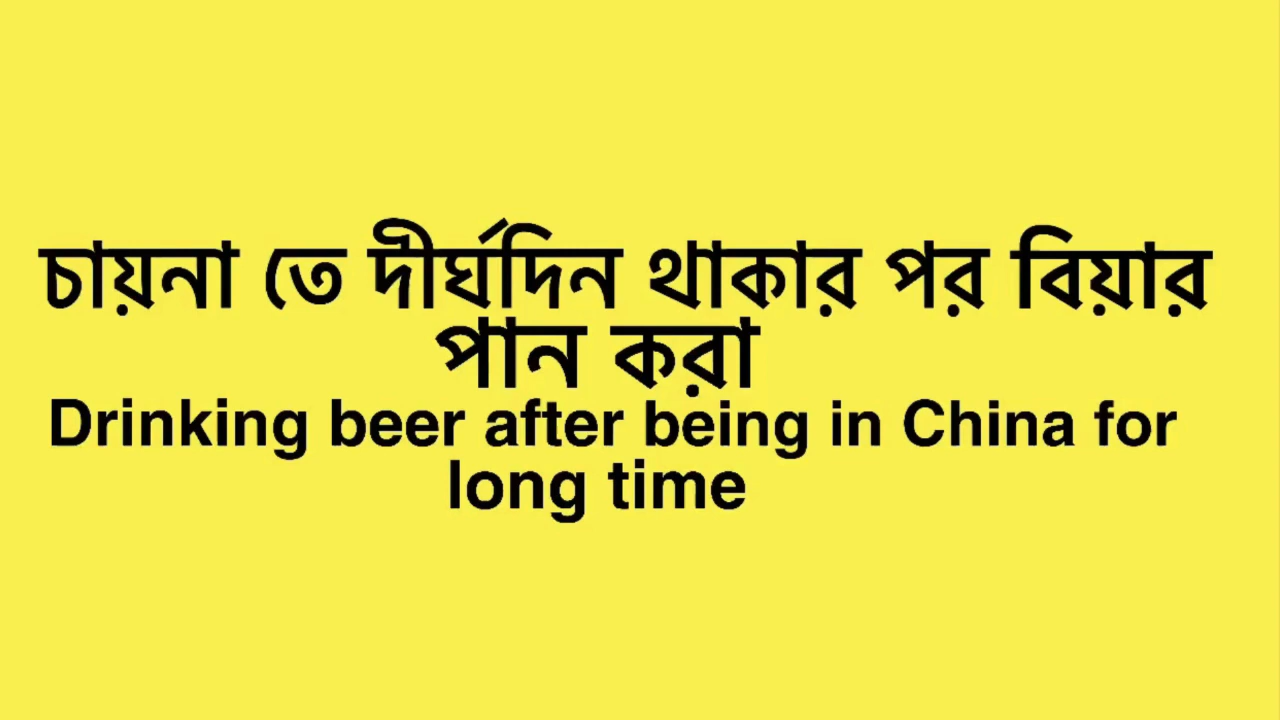 চায়না তে দীর্ঘদিন থাকার পর বিয়ার
পান করা
Drinking beer after being in China for
long time